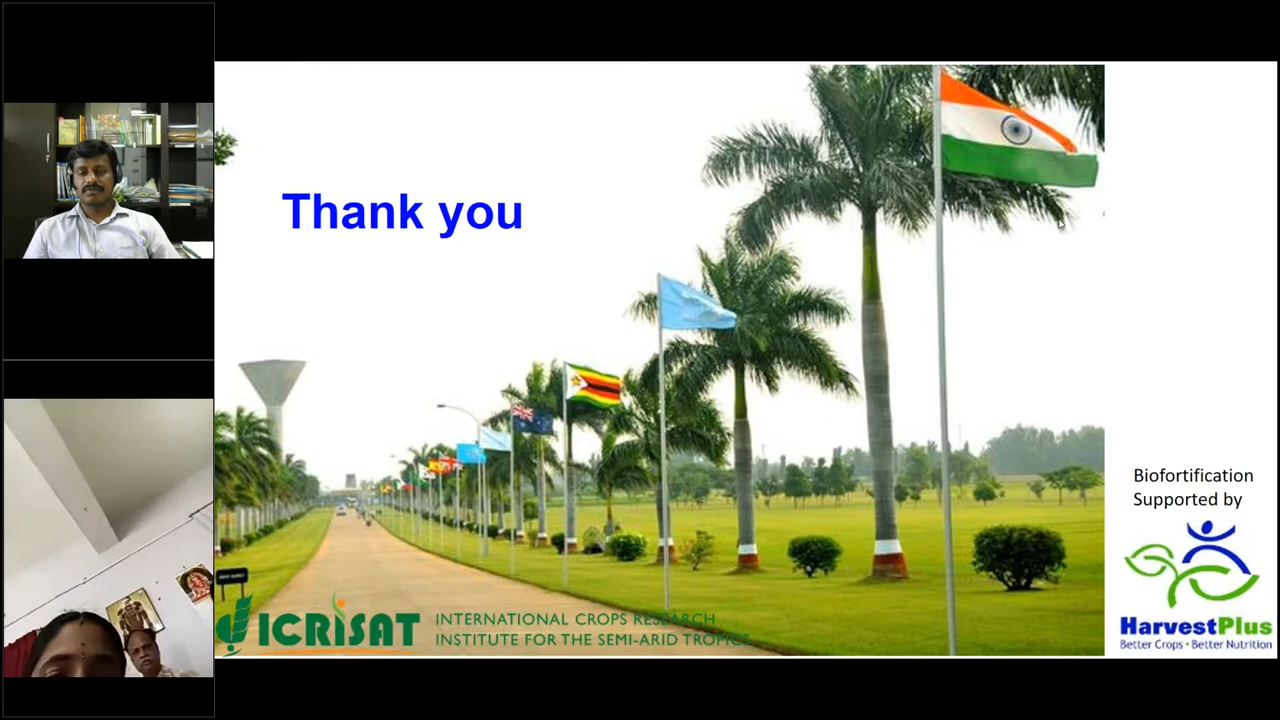 Thank you
Biofortification
Supported by
ICRISAT
INTERNATIONAL CROPS RESEARCH
INSTITUTE FOR THE SEMI-ARID TROPICS
HarvestPlus
Better Crops • Better Nutrition